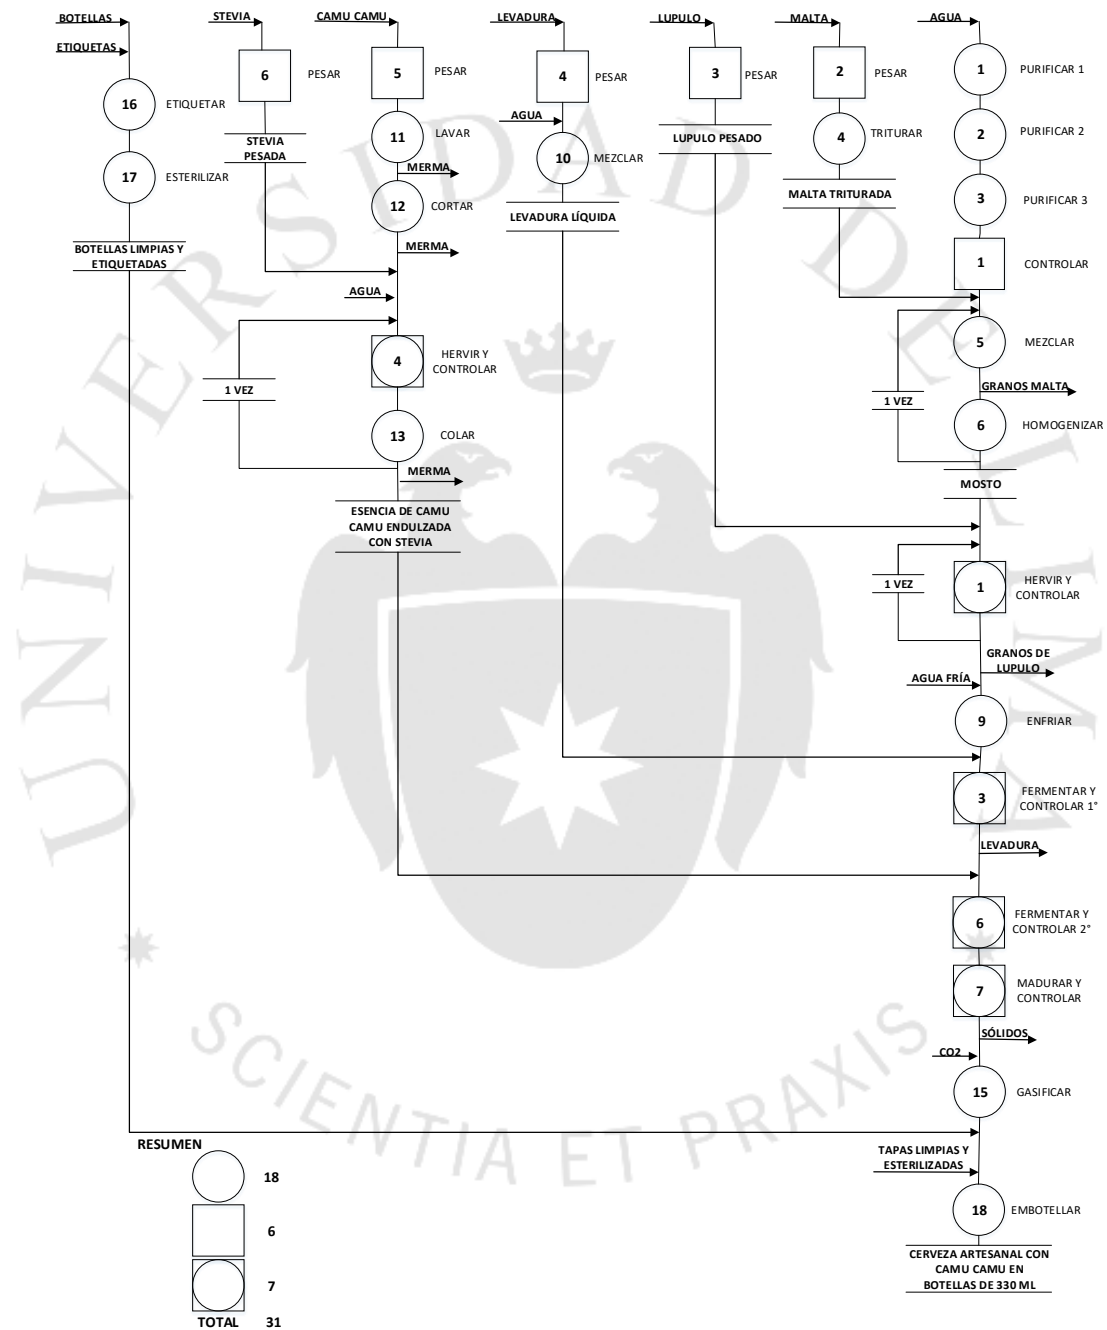 BOTELLAS
ETIQUETAS
16
ETIQUETAR
17
ESTERILIZAR
BOTELLAS LIMPIAS Y
ETIQUETADAS
STEVIA
6
PESAR
STEVIA
PESADA
CAMU CAMU
5
PESAR
11
LAVAR
MERMA
12
CORTAR
MERMA
AGUA
4
HERVIR Y
CONTROLAR
1 VEZ
13
COLAR
MERMA
ESENCIA DE CAMU
CAMU ENDULZADA
CON STEVIA
LEVADURA
4
PESAR
AGUA
10
MEZCLAR
LEVADURA LÍQUIDA
LUPULO
3
PESAR
LUPULO PESADO
MALTA
2
PESAR
4
TRITURAR
MALTA TRITURADA
AGUA
1
PURIFICAR 1
2
PURIFICAR 2
3
PURIFICAR 3
1
CONTROLAR
5
MEZCLAR
GRANOS MALTA
1 VEZ
6
HOMOGENIZAR
MOSTO
1 VEZ
1
HERVIR Y
CONTROLAR
GRANOS DE
LUPULO
AGUA FRÍA
9
ENFRIAR
3
FERMENTAR Y
CONTROLAR 1°
LEVADURA
6
FERMENTAR Y
CONTROLAR 2°
7
MADURAR Y
CONTROLAR
SÓLIDOS
CO2
15
GASIFICAR
TAPAS LIMPIAS Y
ESTERILIZADAS
18
EMBOTELLAR
CERVEZA ARTESANAL CON
CAMU CAMU EN
BOTELLAS DE 330 ML
RESUMEN
18
6
7
TOTAL 31
UNIVERSIDAD DE LIMA
SCIENTIA ET PRAXIS